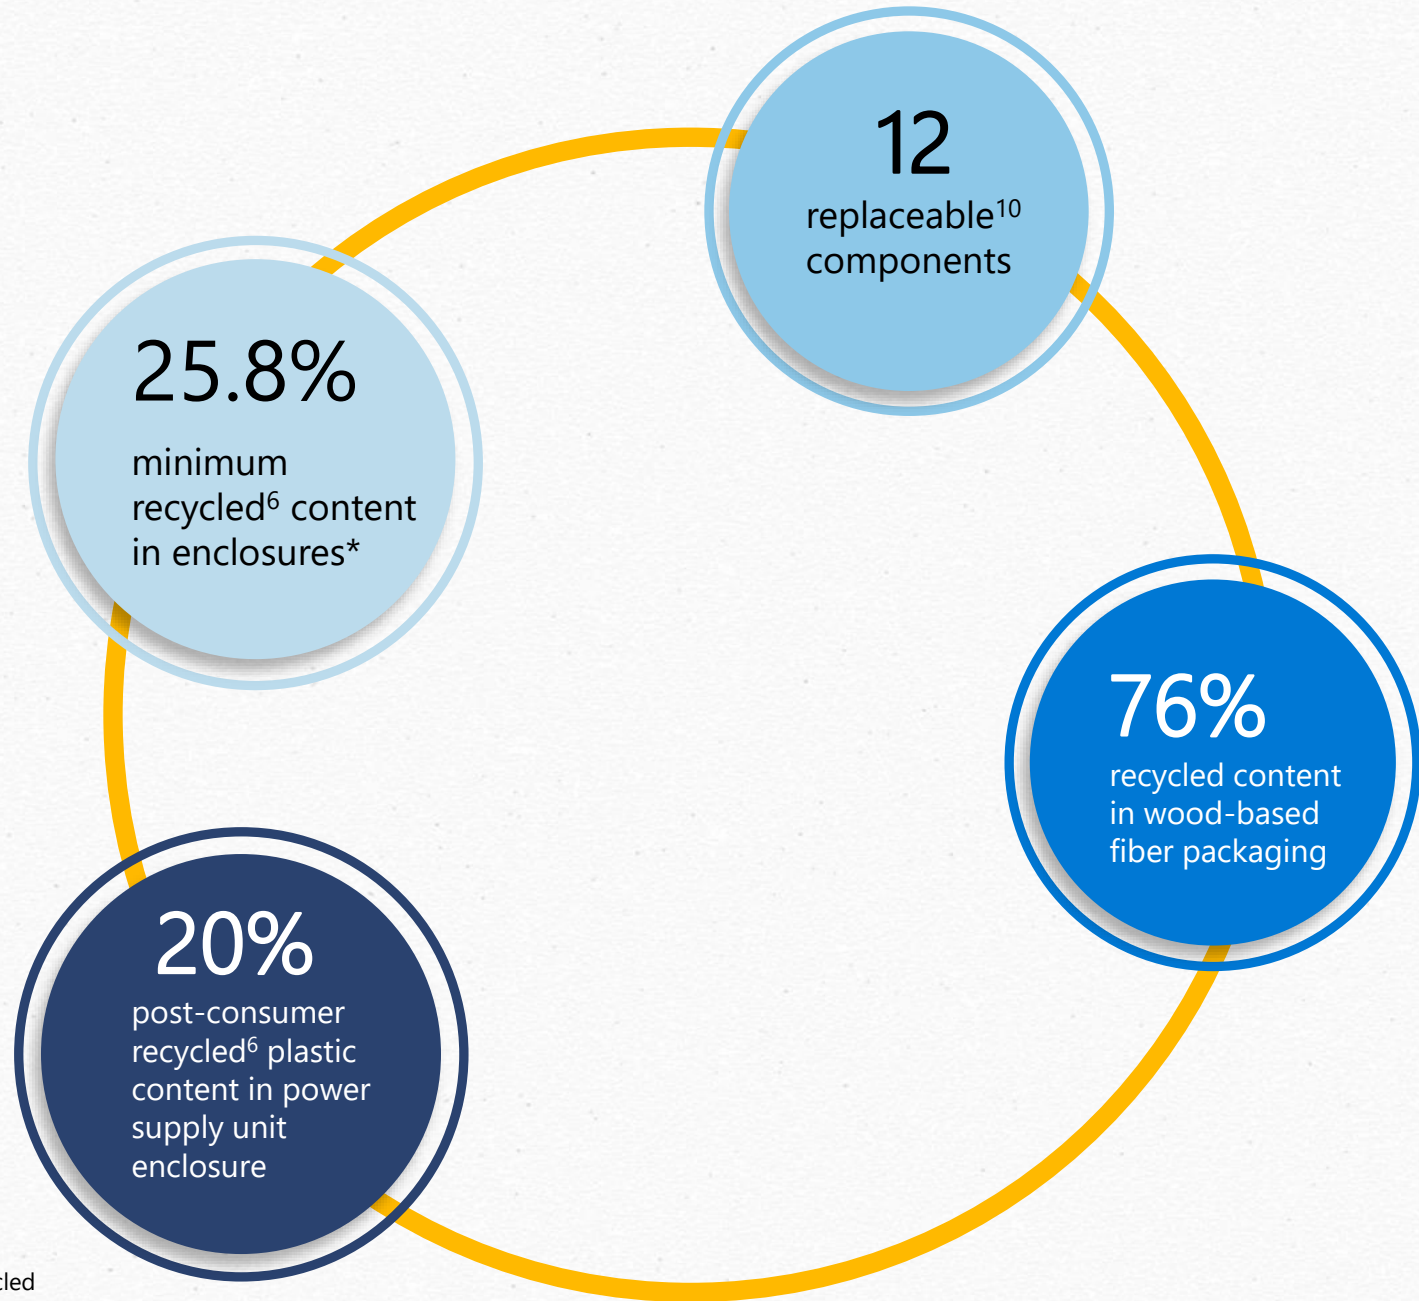 12
replaceable¹⁰
components
25.8%
minimum
recycled⁶ content
in enclosures*
76%
recycled content
in wood-based
fiber packaging
20%
post-consumer
recycled⁶ plastic
content in power
supply unit
enclosure